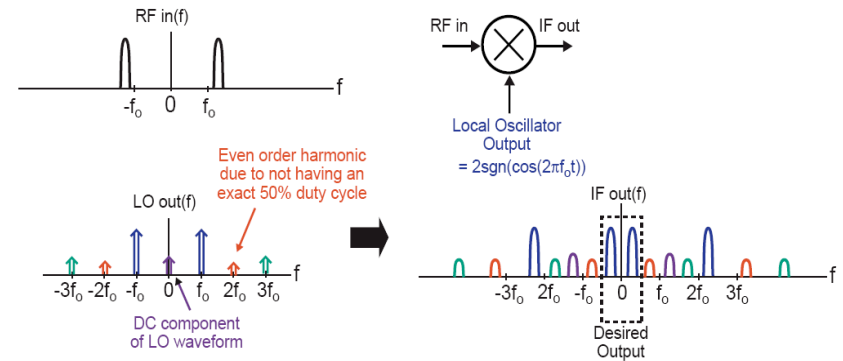 RF in(f)
-fo 0 fo f
RF in IF out
Local Oscillator
Output
= 2sgn(cos(2πfot))
Even order harmonic
due to not having an
exact 50% duty cycle
LO out(f)
-3fo -2fo -fo 0 fo 2fo 3fo f
DC component
of LO waveform
IF out(f)
-3fo 2fo -fo 0 fo 2fo 3fo f
Desired
Output